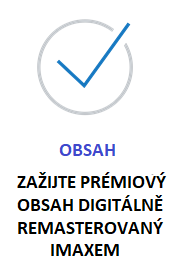 OBSAH
ZAŽIJTE PRÉMIOVÝ
OBSAH DIGITÁLNĚ
REMASTEROVANÝ
IMAXEM